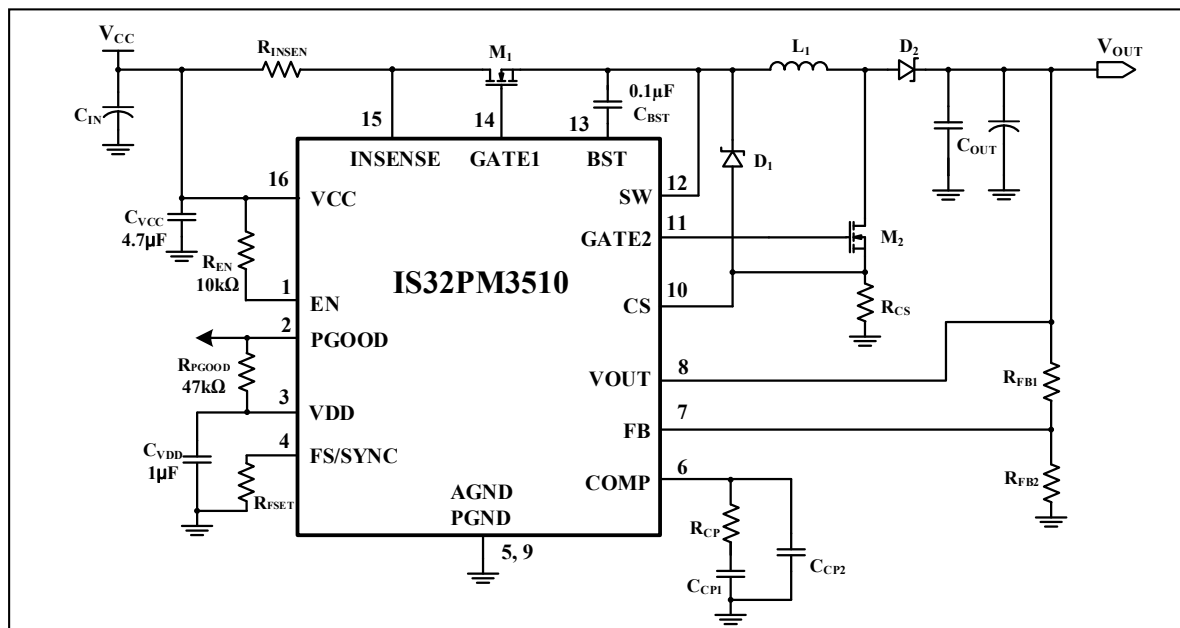 VCC
RINSEN
M1
L1
D2
VOUT
CIN
15
14
13
0.1µF
CBST
COUT
INSENSE
GATE1
BST
D1
16
VCC
SW
12
CVCC
4.7µF
GATE2
11
M2
REN
10kΩ
IS32PM3510
1
EN
CS
10
RCS
2
PGOOD
RPGOOD
47kΩ
VOUT
8
RFB1
3
VDD
FB
7
CVDD
1µF
4
FS/SYNC
COMP
6
RFB2
RFSET
AGND
PGND
RCP
5, 9
CCP1
CCP2